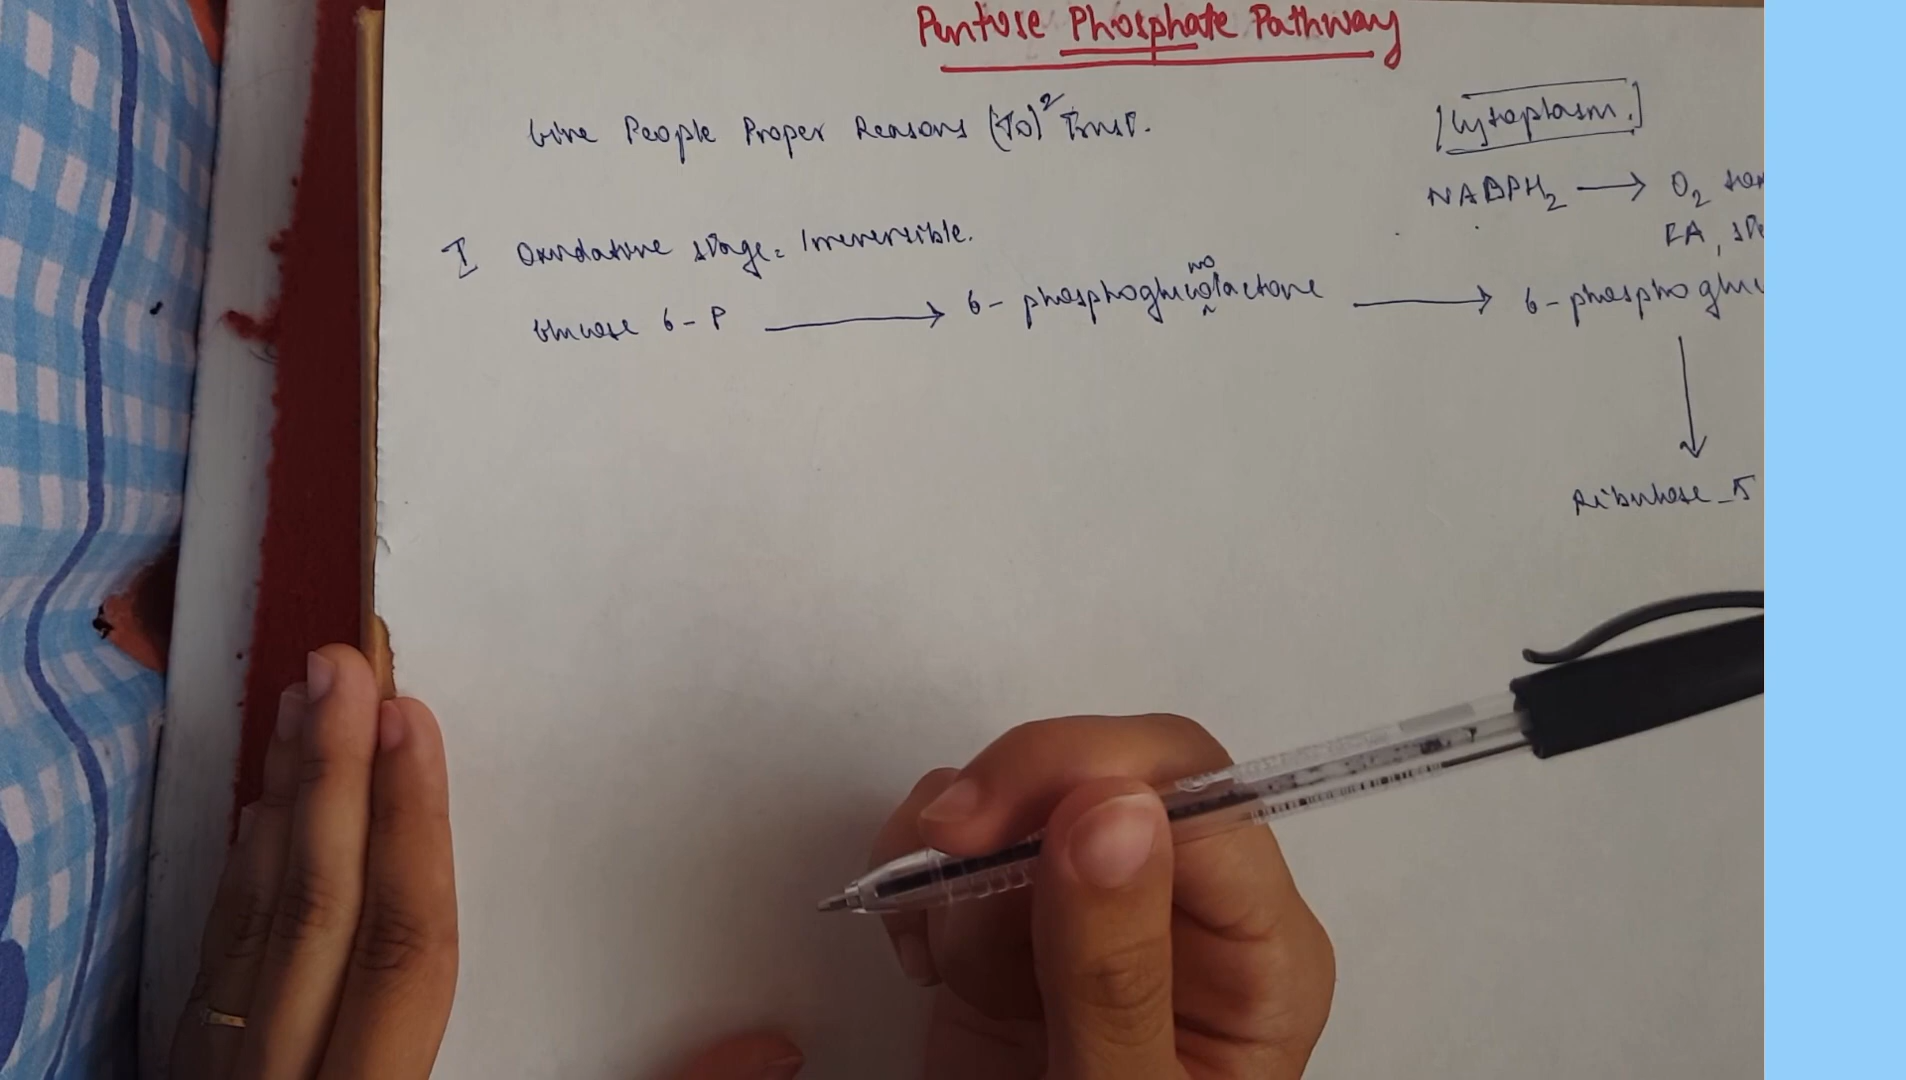 Pentose Phosphate Pathway
Give People Proper Reasons (To)² Trust.
[Cytoplasm.]
NADPH₂ → O₂
I Oxidative stage = Irreversible.
FA,
Glucose 6-P → 6-phosphogluconolactone → 6-phosphoglu
↓
Ribulose-5